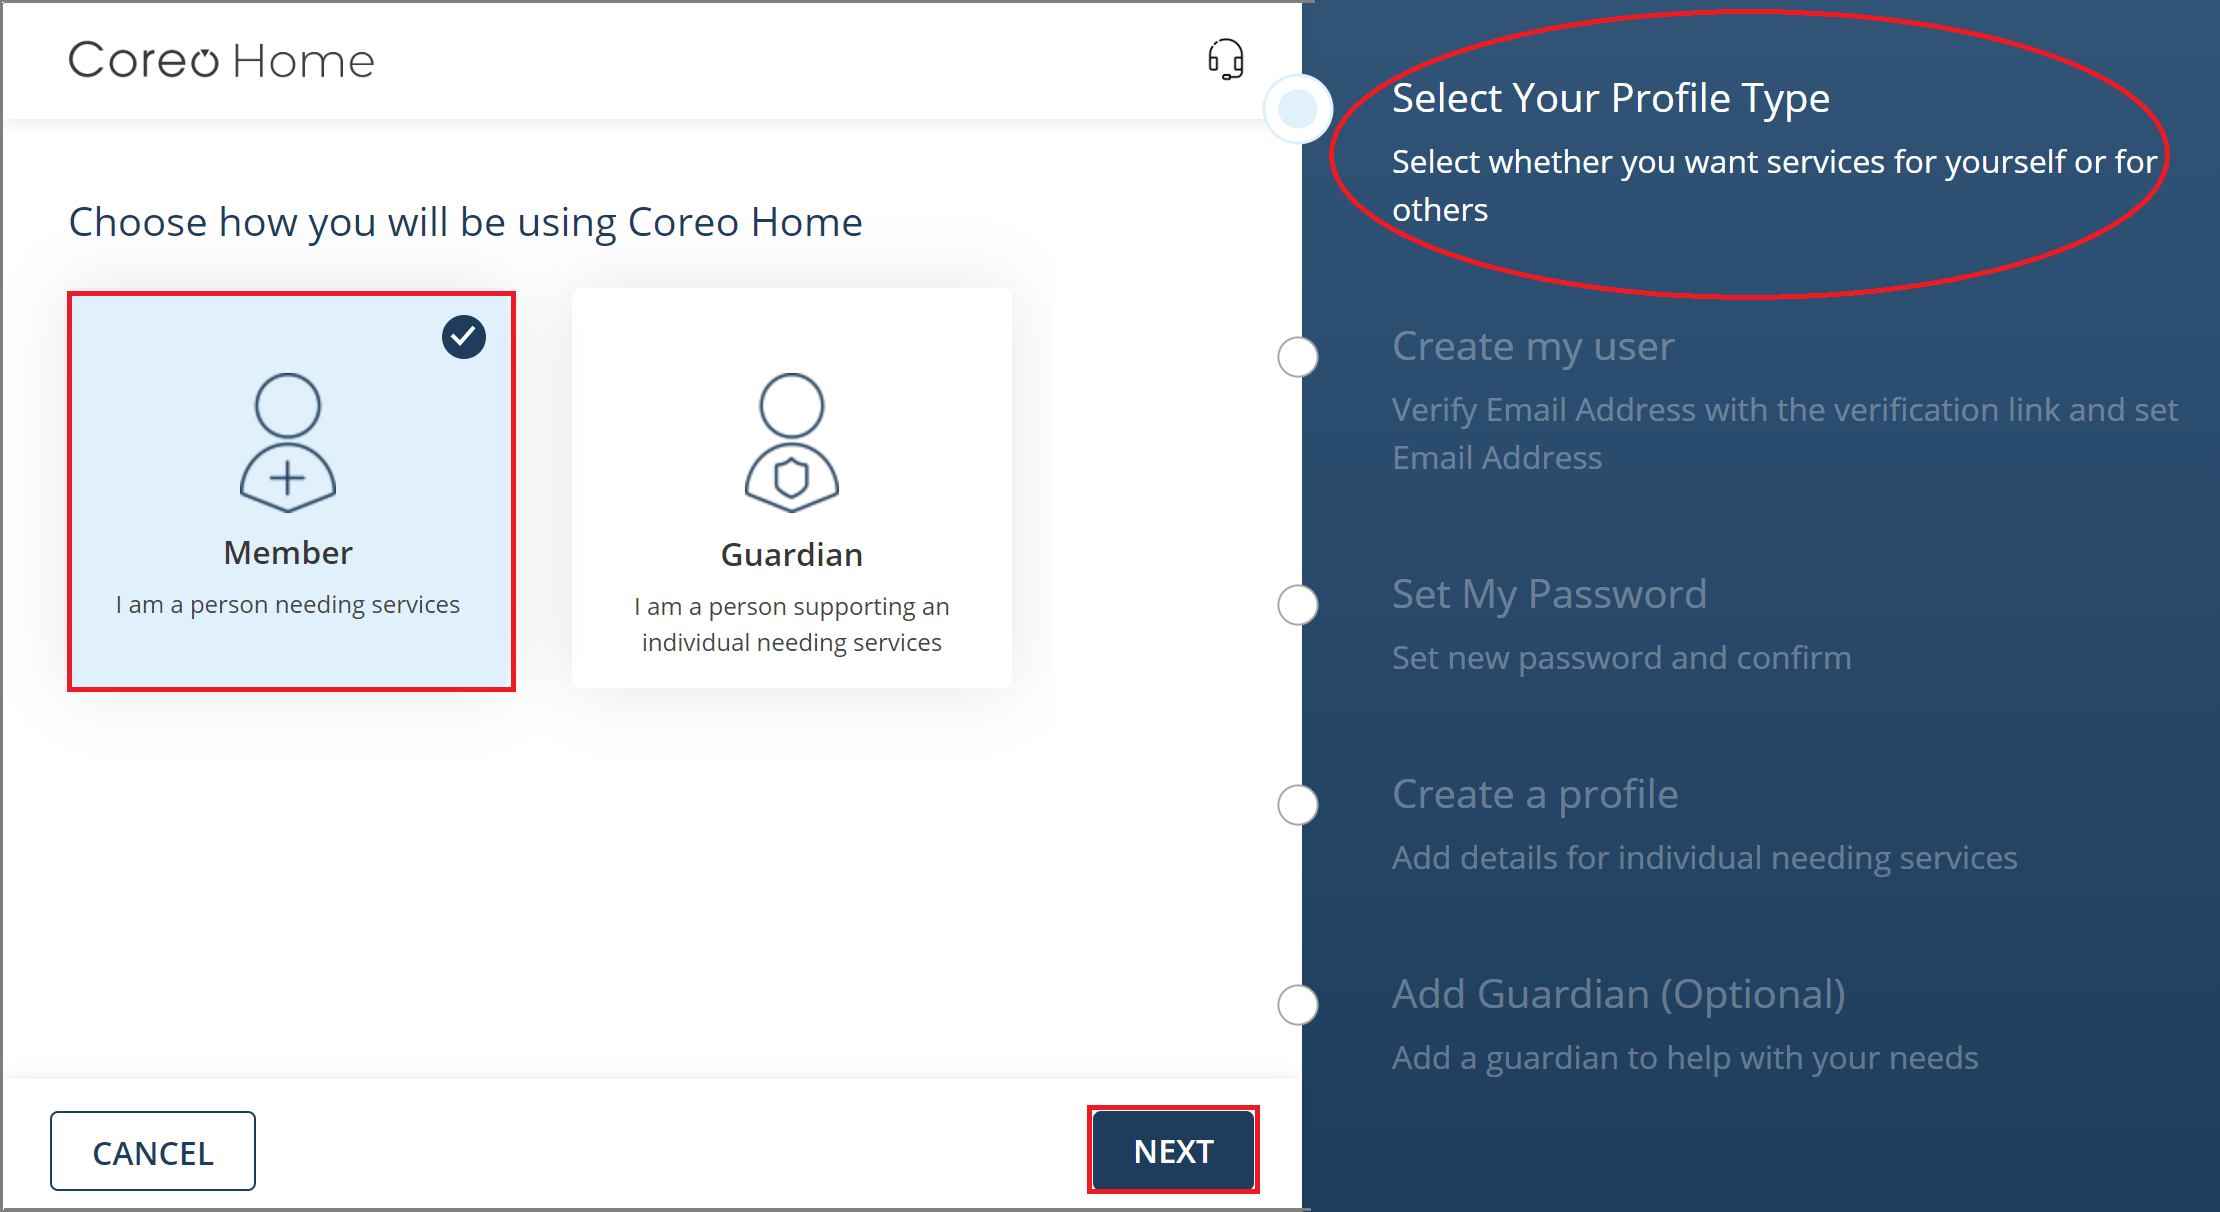 Coreo Home
Choose how you will be using Coreo Home
Member
I am a person needing services
Guardian
I am a person supporting an
individual needing services
CANCEL
NEXT
Select Your Profile Type
Select whether you want services for yourself or for
others
Create my user
Verify Email Address with the verification link and set
Email Address
Set My Password
Set new password and confirm
Create a profile
Add details for individual needing services
Add Guardian (Optional)
Add a guardian to help with your needs